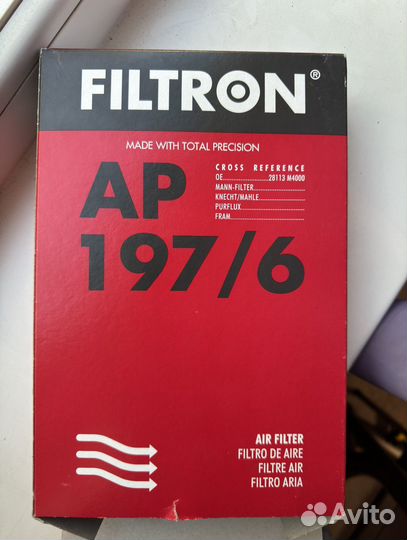 FILTRON®
MADE WITH TOTAL PRECISION
AP
197/6
CROSS REFERENCE
OE....................28113 M4000
MANN-FILTER....................
KNECHT/MAHLE....................
PURFLUX....................
FRAM....................
AIR FILTER
FILTRO DE AIRE
FILTRE AIR
FILTRO ARIA
Avito